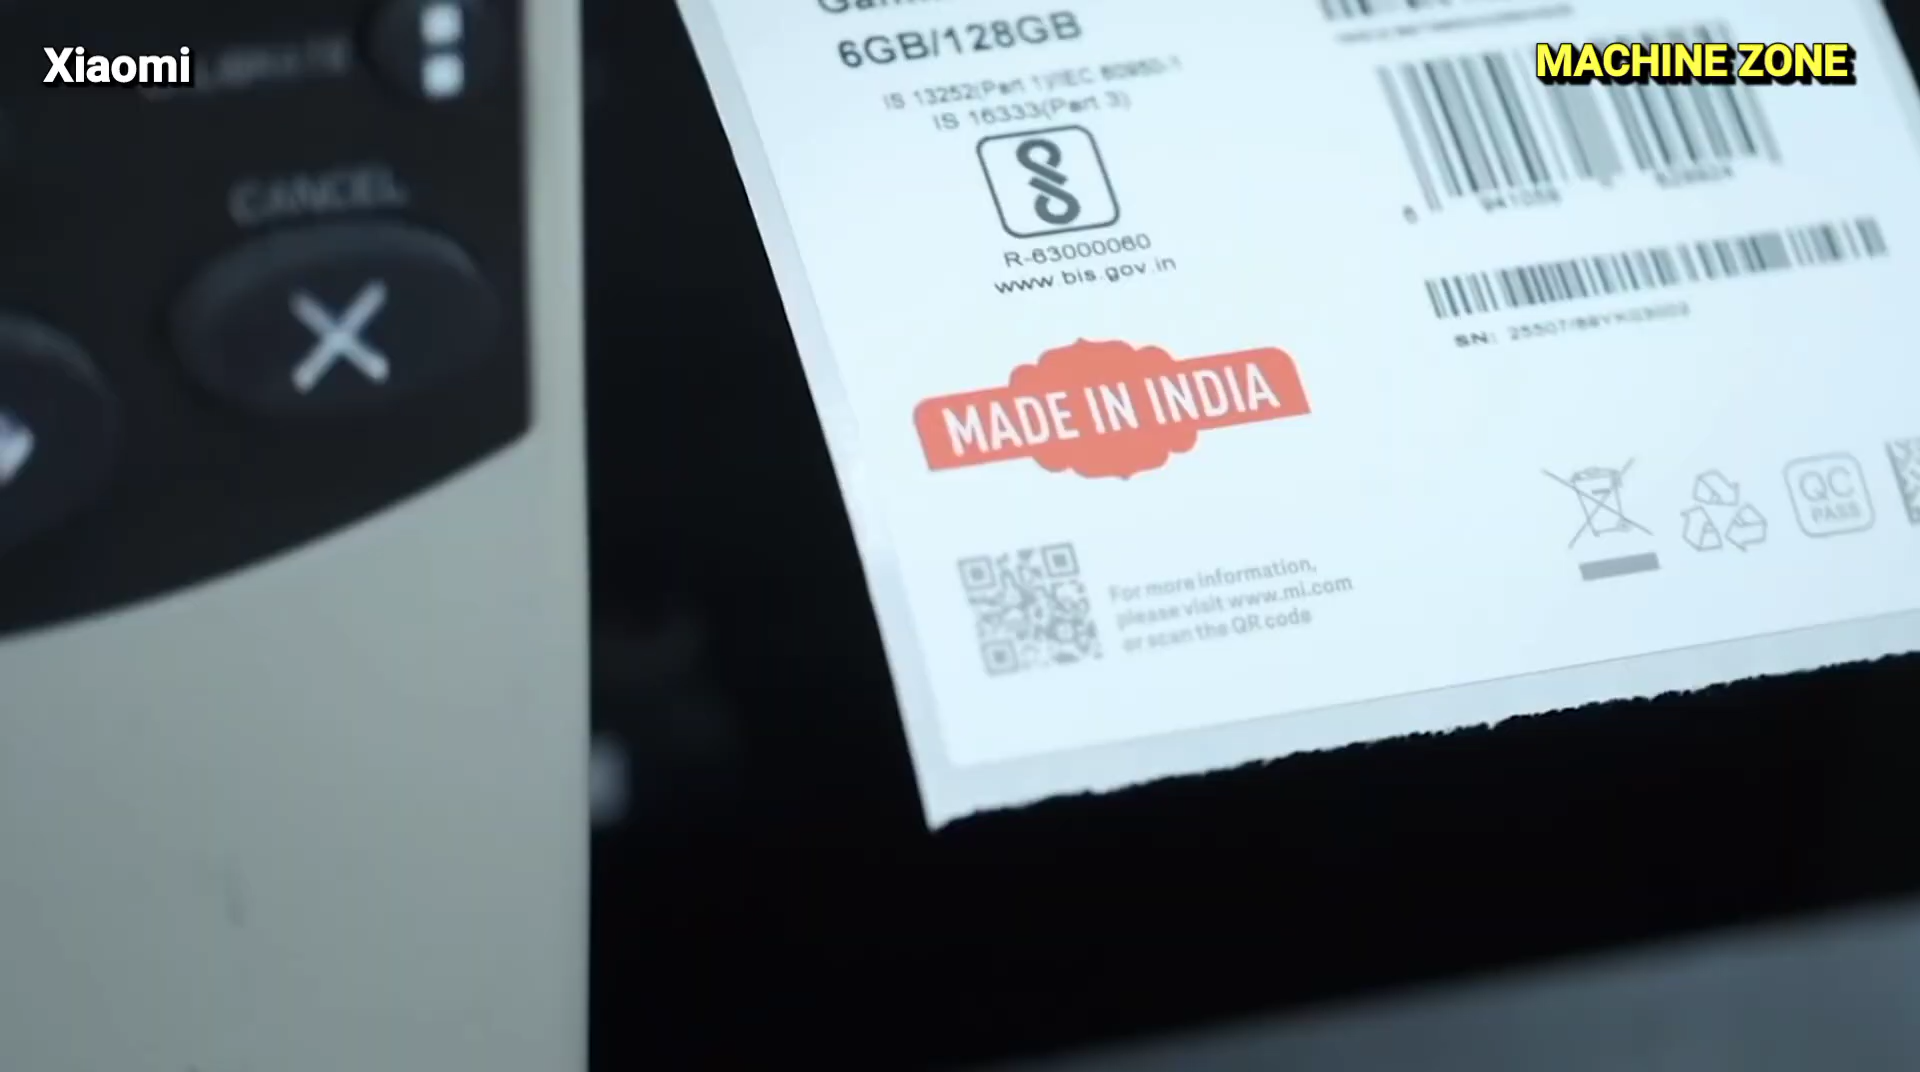 Xiaomi
MACHINE ZONE
CANCEL
6GB/128GB
IS 13252(Part 1)/IEC 60950-1
IS 16333(Part 3)
R-63000060
www.bis.gov.in
MADE IN INDIA
SN:
For more information,
please visit www.mi.com
or scan the QR code
QC
PASS